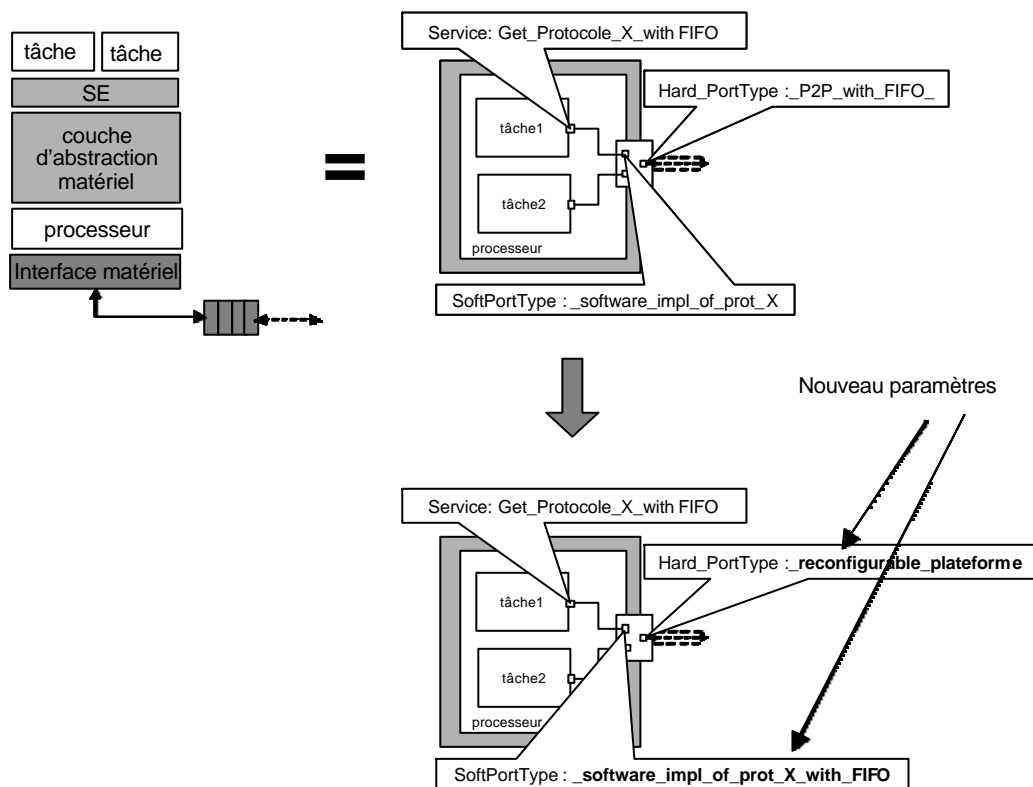 tâche tâche
SE
couche
d'abstraction
matériel
processeur
Interface matériel
Service: Get_Protocole_X_with FIFO
Hard_PortType :_P2P_with_FIFO_
tâche1
tâche2
processeur
SoftPortType : _software_impl_of_prot_X
Nouveau paramètres
Service: Get_Protocole_X_with FIFO
Hard_PortType :_reconfigurable_plateforme
tâche1
tâche2
processeur
SoftPortType : _software_impl_of_prot_X_with_FIFO